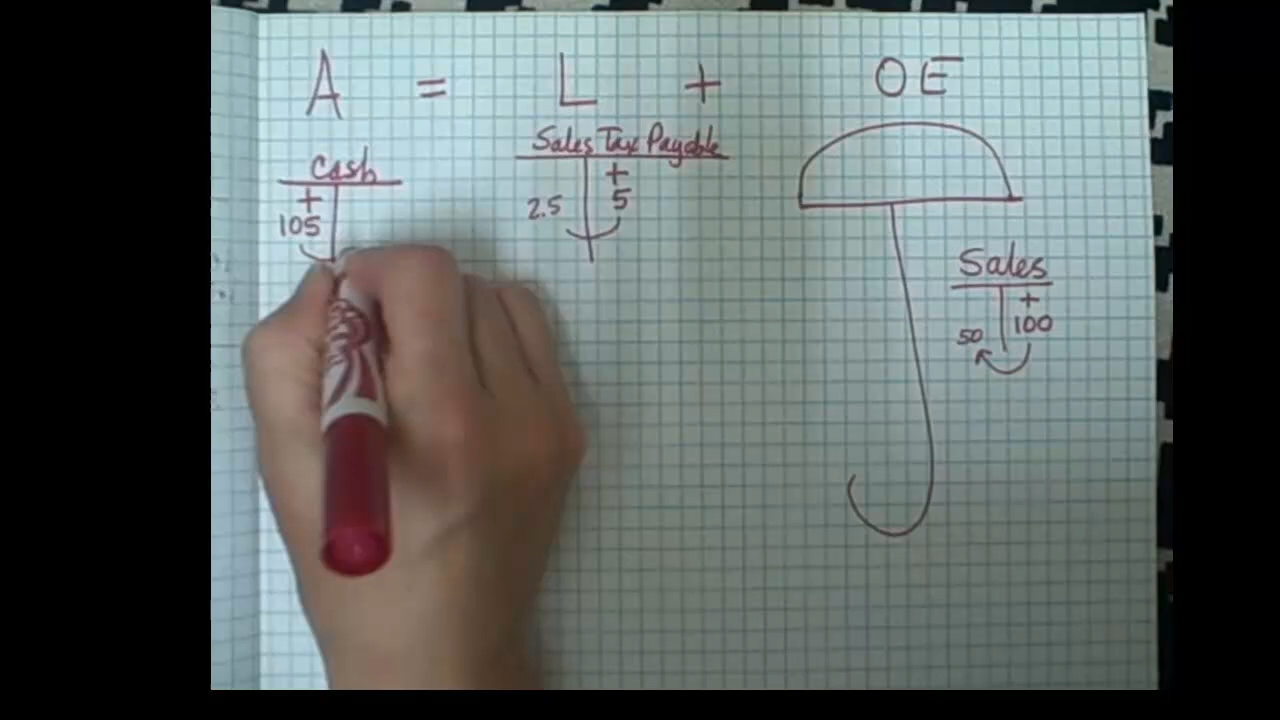 A = L + OE
Sales Tax Payable
Cash
+
+
105
2.5
5
Sales
+
50
100